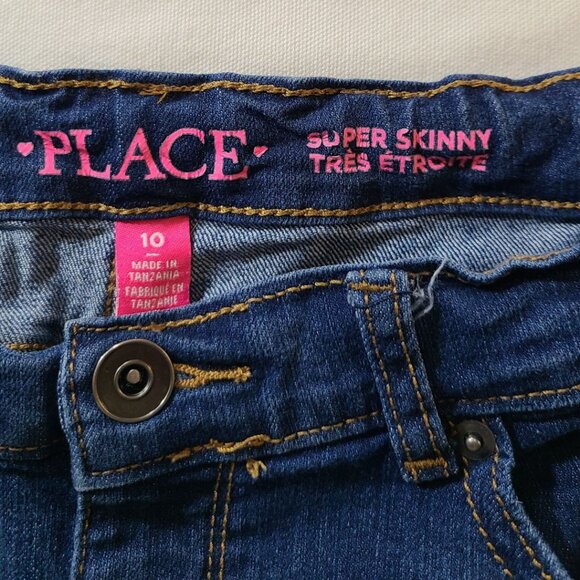 PLACE
SUPER SKINNY
TRÈS ÉTROITE
10
MADE IN
TANZANIA
FABRIQUÉ EN
TANZANIE